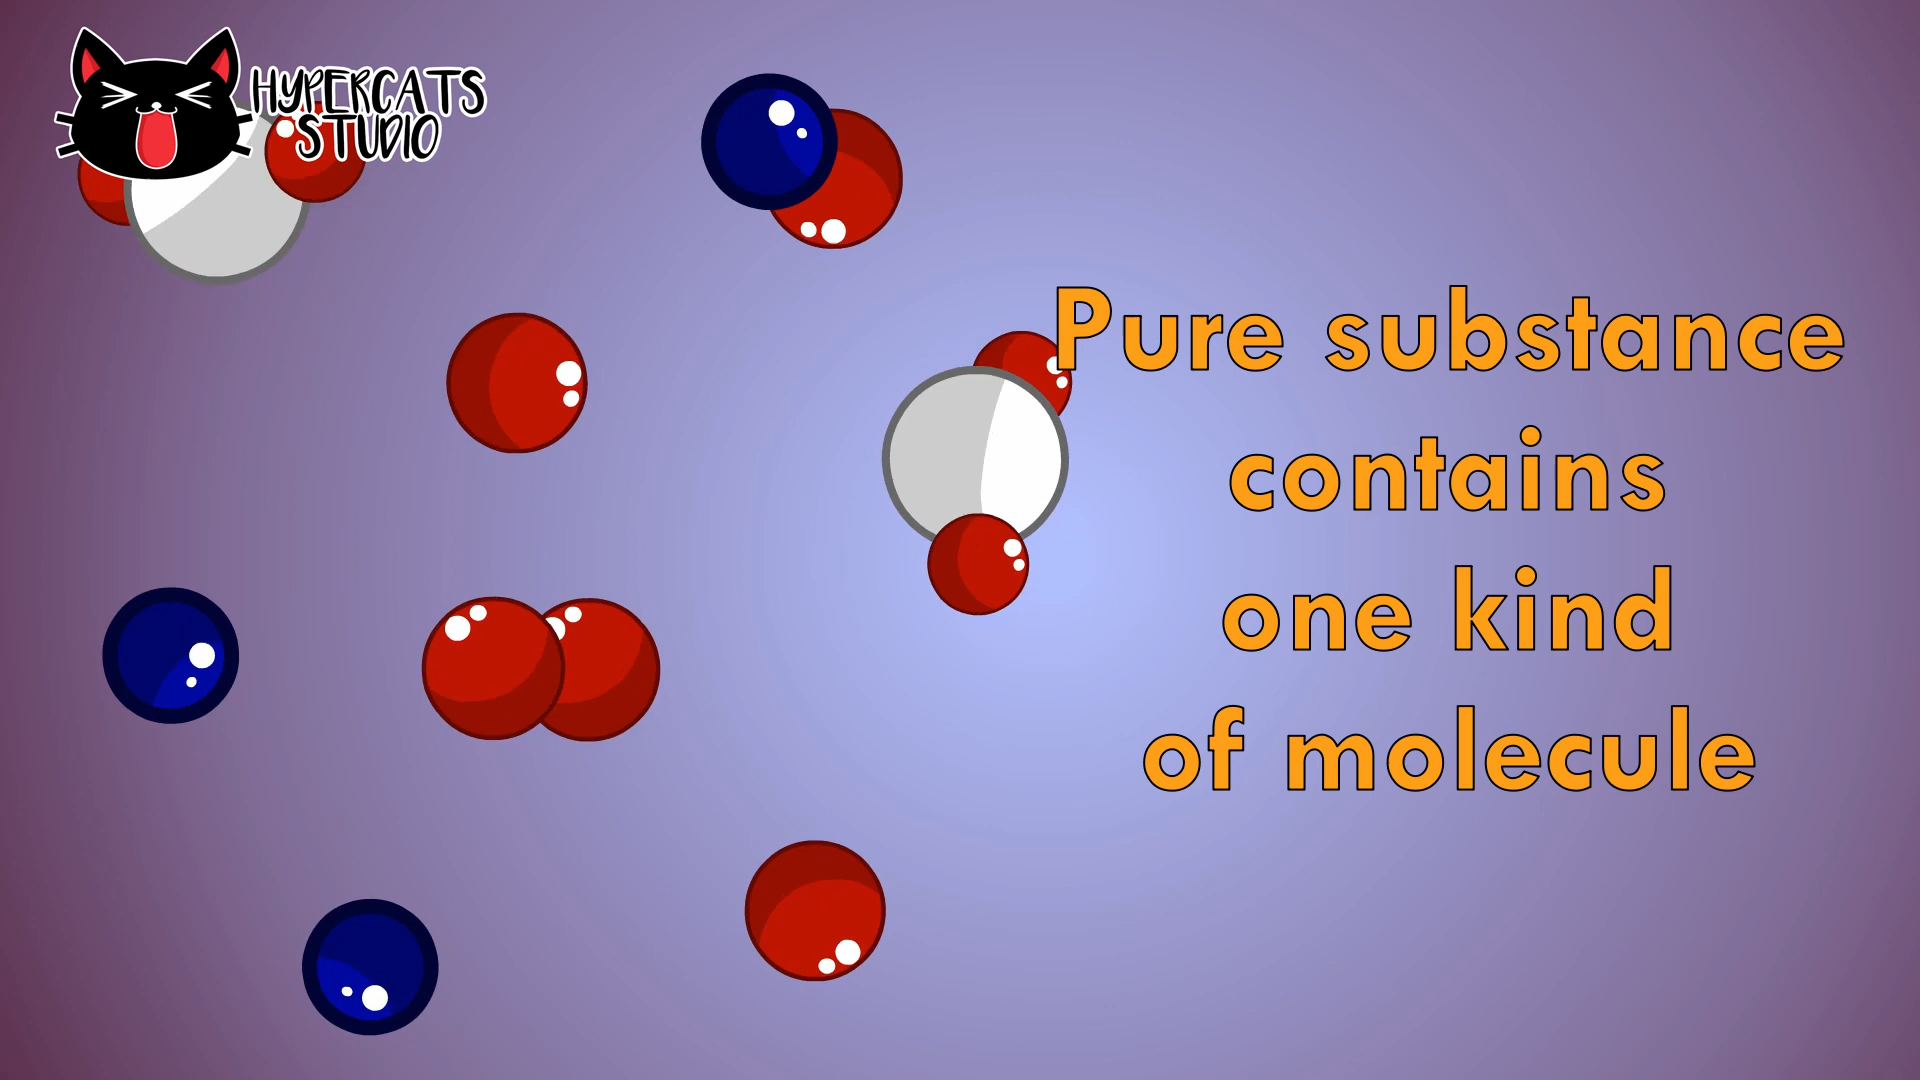 HYPERCATS
STUDIO
Pure substance
contains
one kind
of molecule